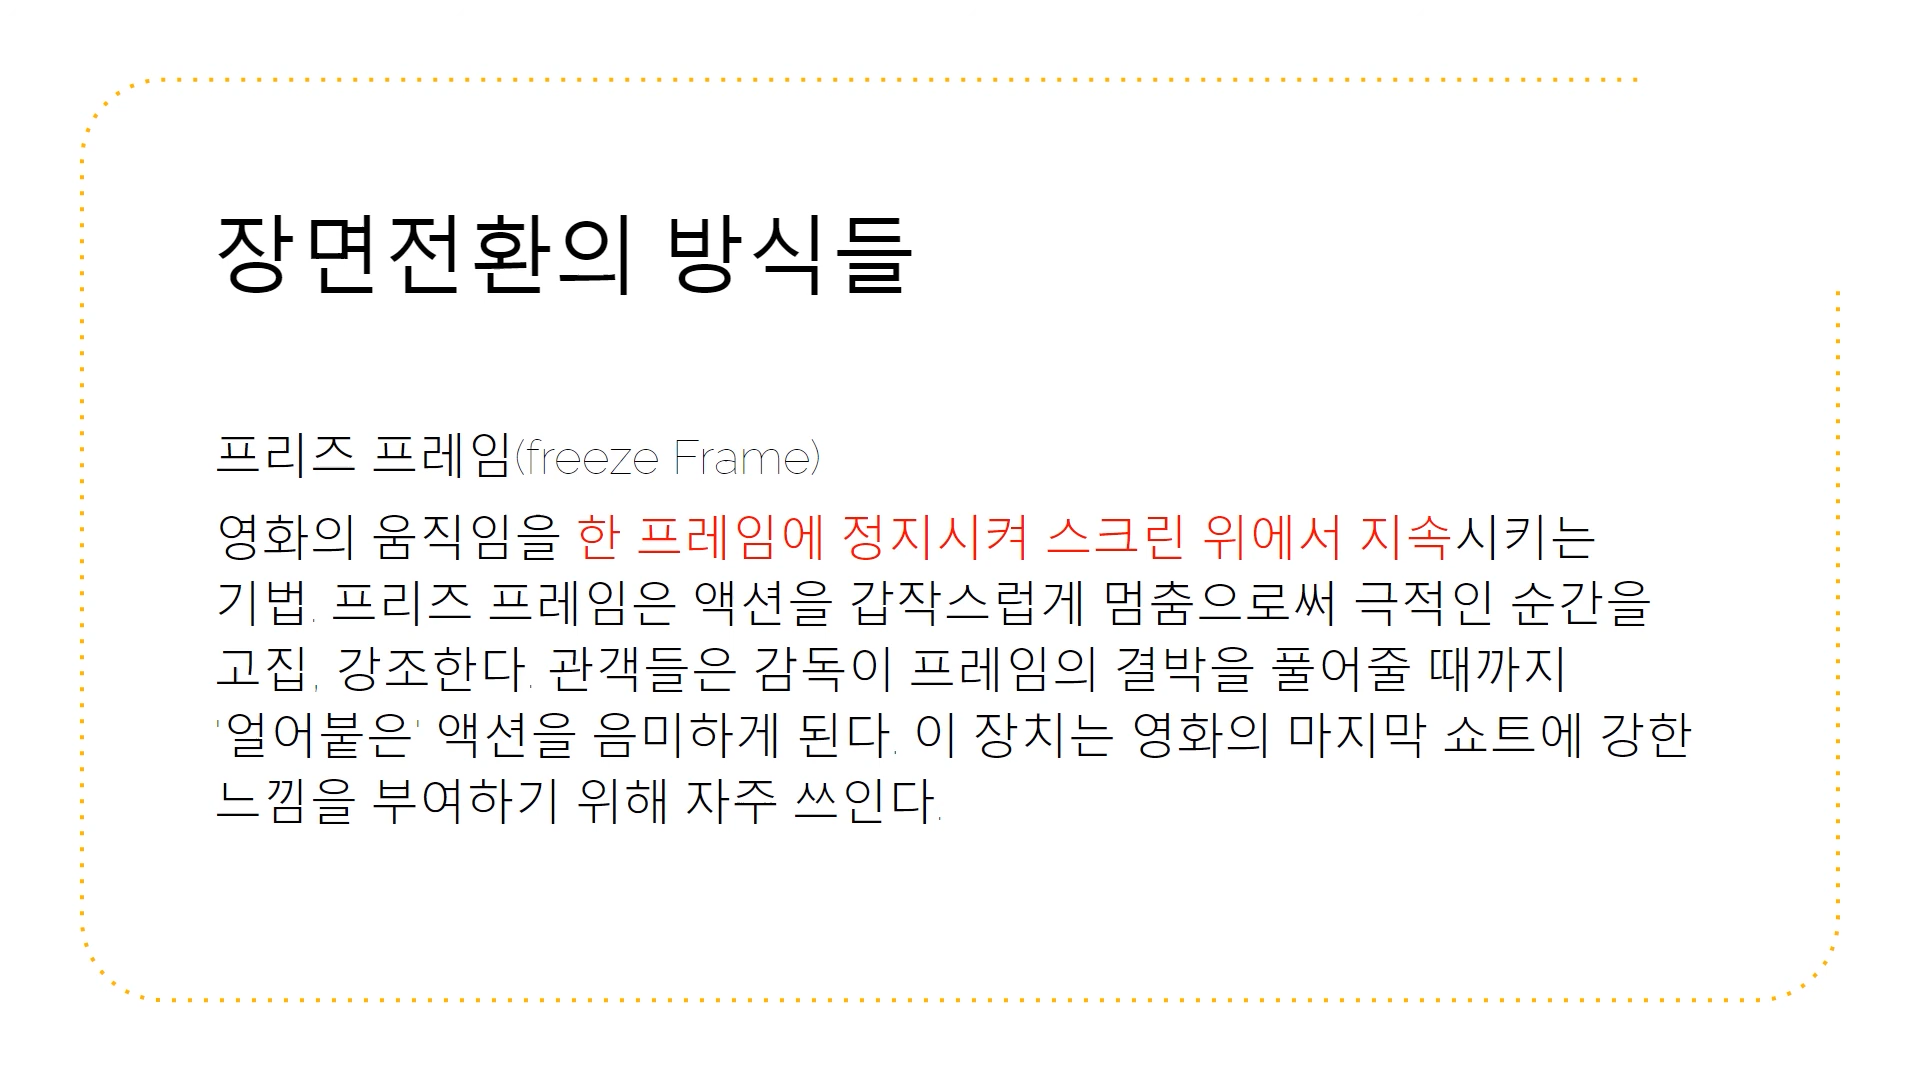 장면전환의 방식들
프리즈 프레임(freeze Frame)
영화의 움직임을 한 프레임에 정지시켜 스크린 위에서 지속시키는
기법. 프리즈 프레임은 액션을 갑작스럽게 멈춤으로써 극적인 순간을
고집, 강조한다. 관객들은 감독이 프레임의 결박을 풀어줄 때까지
'얼어붙은' 액션을 음미하게 된다. 이 장치는 영화의 마지막 쇼트에 강한
느낌을 부여하기 위해 자주 쓰인다.